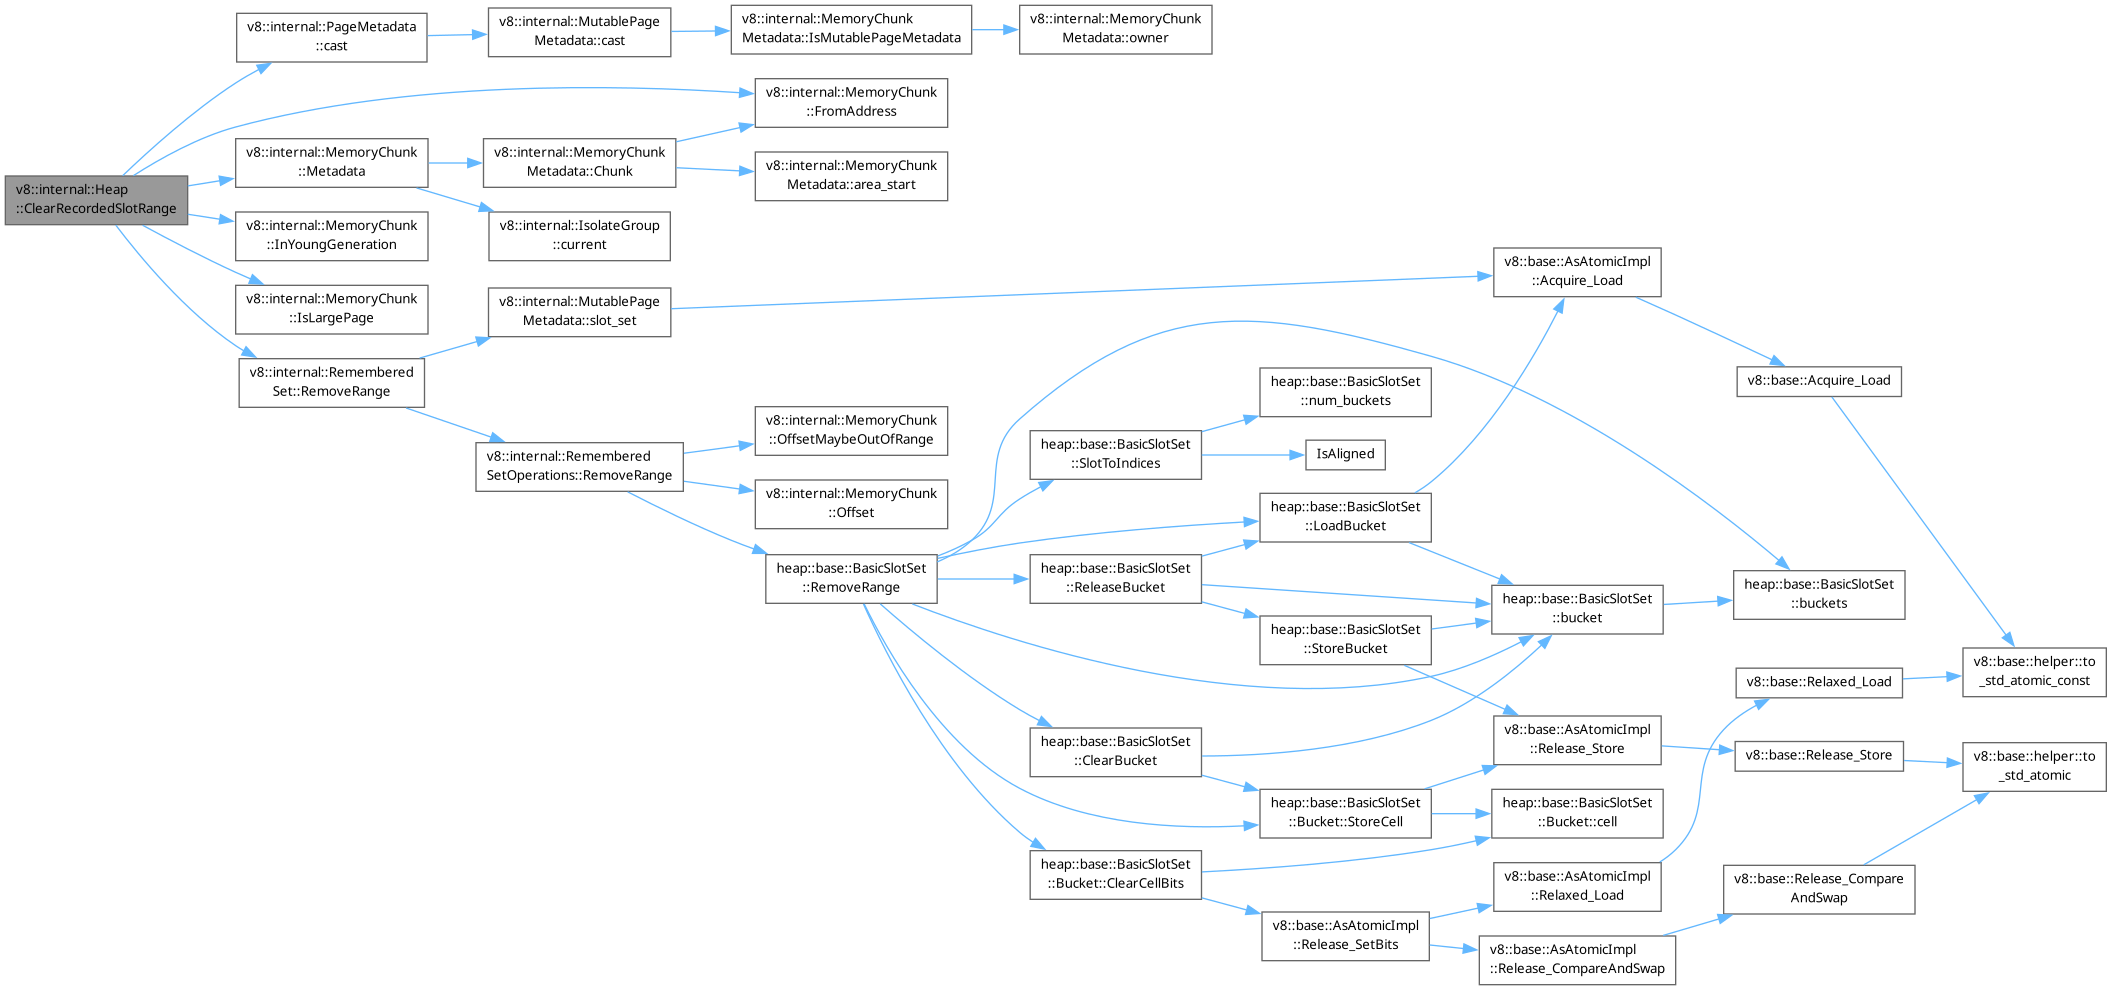 v8::internal::Heap
::ClearRecordedSlotRange
v8::internal::PageMetadata
::cast
v8::internal::MutablePage
Metadata::cast
v8::internal::MemoryChunk
Metadata::IsMutablePageMetadata
v8::internal::MemoryChunk
Metadata::owner
v8::internal::MemoryChunk
::FromAddress
v8::internal::MemoryChunk
::Metadata
v8::internal::MemoryChunk
Metadata::Chunk
v8::internal::MemoryChunk
Metadata::area_start
v8::internal::IsolateGroup
::current
v8::internal::MemoryChunk
::InYoungGeneration
v8::internal::MemoryChunk
::IsLargePage
v8::internal::Remembered
Set::RemoveRange
v8::internal::MutablePage
Metadata::slot_set
v8::base::AsAtomicImpl
::Acquire_Load
v8::base::Acquire_Load
v8::internal::Remembered
SetOperations::RemoveRange
v8::internal::MemoryChunk
::OffsetMaybeOutOfRange
v8::internal::MemoryChunk
::Offset
heap::base::BasicSlotSet
::RemoveRange
heap::base::BasicSlotSet
::SlotToIndices
heap::base::BasicSlotSet
::num_buckets
IsAligned
heap::base::BasicSlotSet
::LoadBucket
heap::base::BasicSlotSet
::ReleaseBucket
heap::base::BasicSlotSet
::StoreBucket
heap::base::BasicSlotSet
::bucket
heap::base::BasicSlotSet
::buckets
v8::base::helper::to
_std_atomic_const
v8::base::Relaxed_Load
heap::base::BasicSlotSet
::ClearBucket
heap::base::BasicSlotSet
::Bucket::StoreCell
v8::base::AsAtomicImpl
::Release_Store
v8::base::Release_Store
v8::base::helper::to
_std_atomic
heap::base::BasicSlotSet
::Bucket::cell
heap::base::BasicSlotSet
::Bucket::ClearCellBits
v8::base::AsAtomicImpl
::Release_SetBits
v8::base::AsAtomicImpl
::Relaxed_Load
v8::base::AsAtomicImpl
::Release_CompareAndSwap
v8::base::Release_Compare
AndSwap